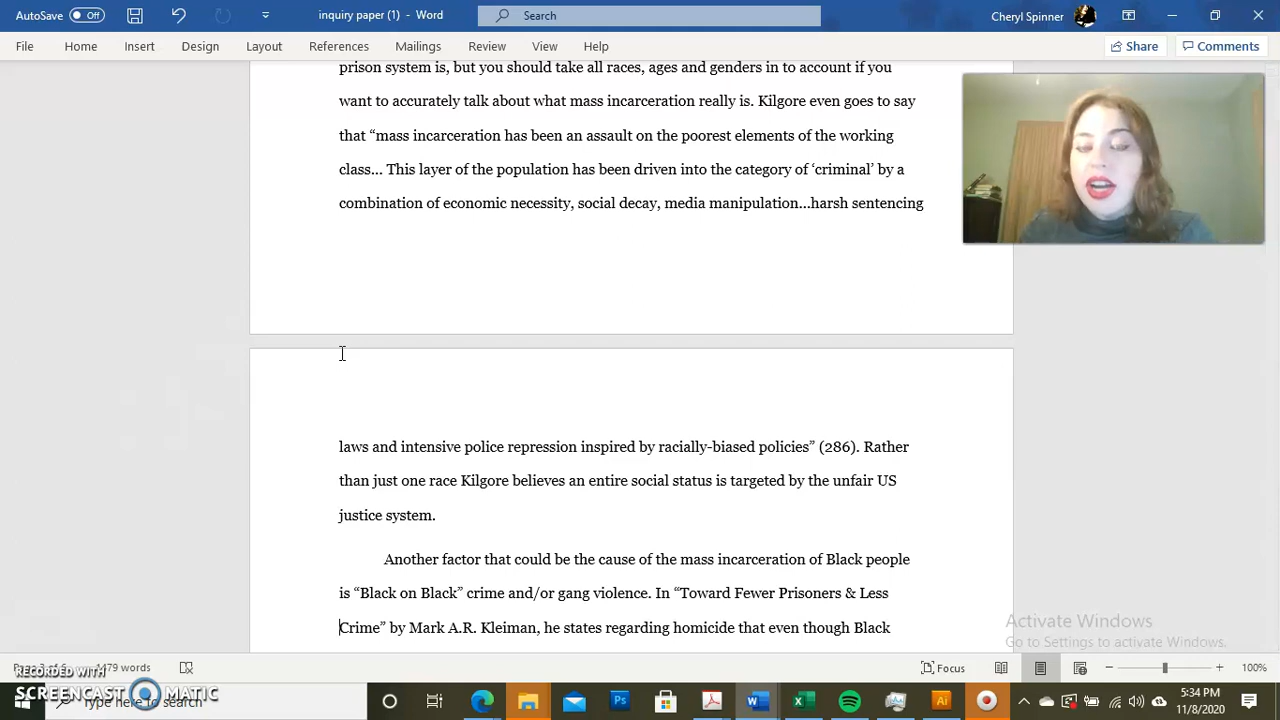 AutoSave Off inquiry paper (1) - Word Search Cheryl Spinner
File Home Insert Design Layout References Mailings Review View Help Share Comments
prison system is, but you should take all races, ages and genders in to account if you
want to accurately talk about what mass incarceration really is. Kilgore even goes to say
that “mass incarceration has been an assault on the poorest elements of the working
class… This layer of the population has been driven into the category of ‘criminal’ by a
combination of economic necessity, social decay, media manipulation…harsh sentencing
laws and intensive police repression inspired by racially-biased policies” (286). Rather
than just one race Kilgore believes an entire social status is targeted by the unfair US
justice system.
Another factor that could be the cause of the mass incarceration of Black people
is “Black on Black” crime and/or gang violence. In “Toward Fewer Prisoners & Less
Crime” by Mark A.R. Kleiman, he states regarding homicide that even though Black
Activate Windows
Go to Settings to activate Windows.
words Focus 100%
RECORDED WITH
SCREENCAST MATIC
Type here to search
5:34 PM
11/8/2020